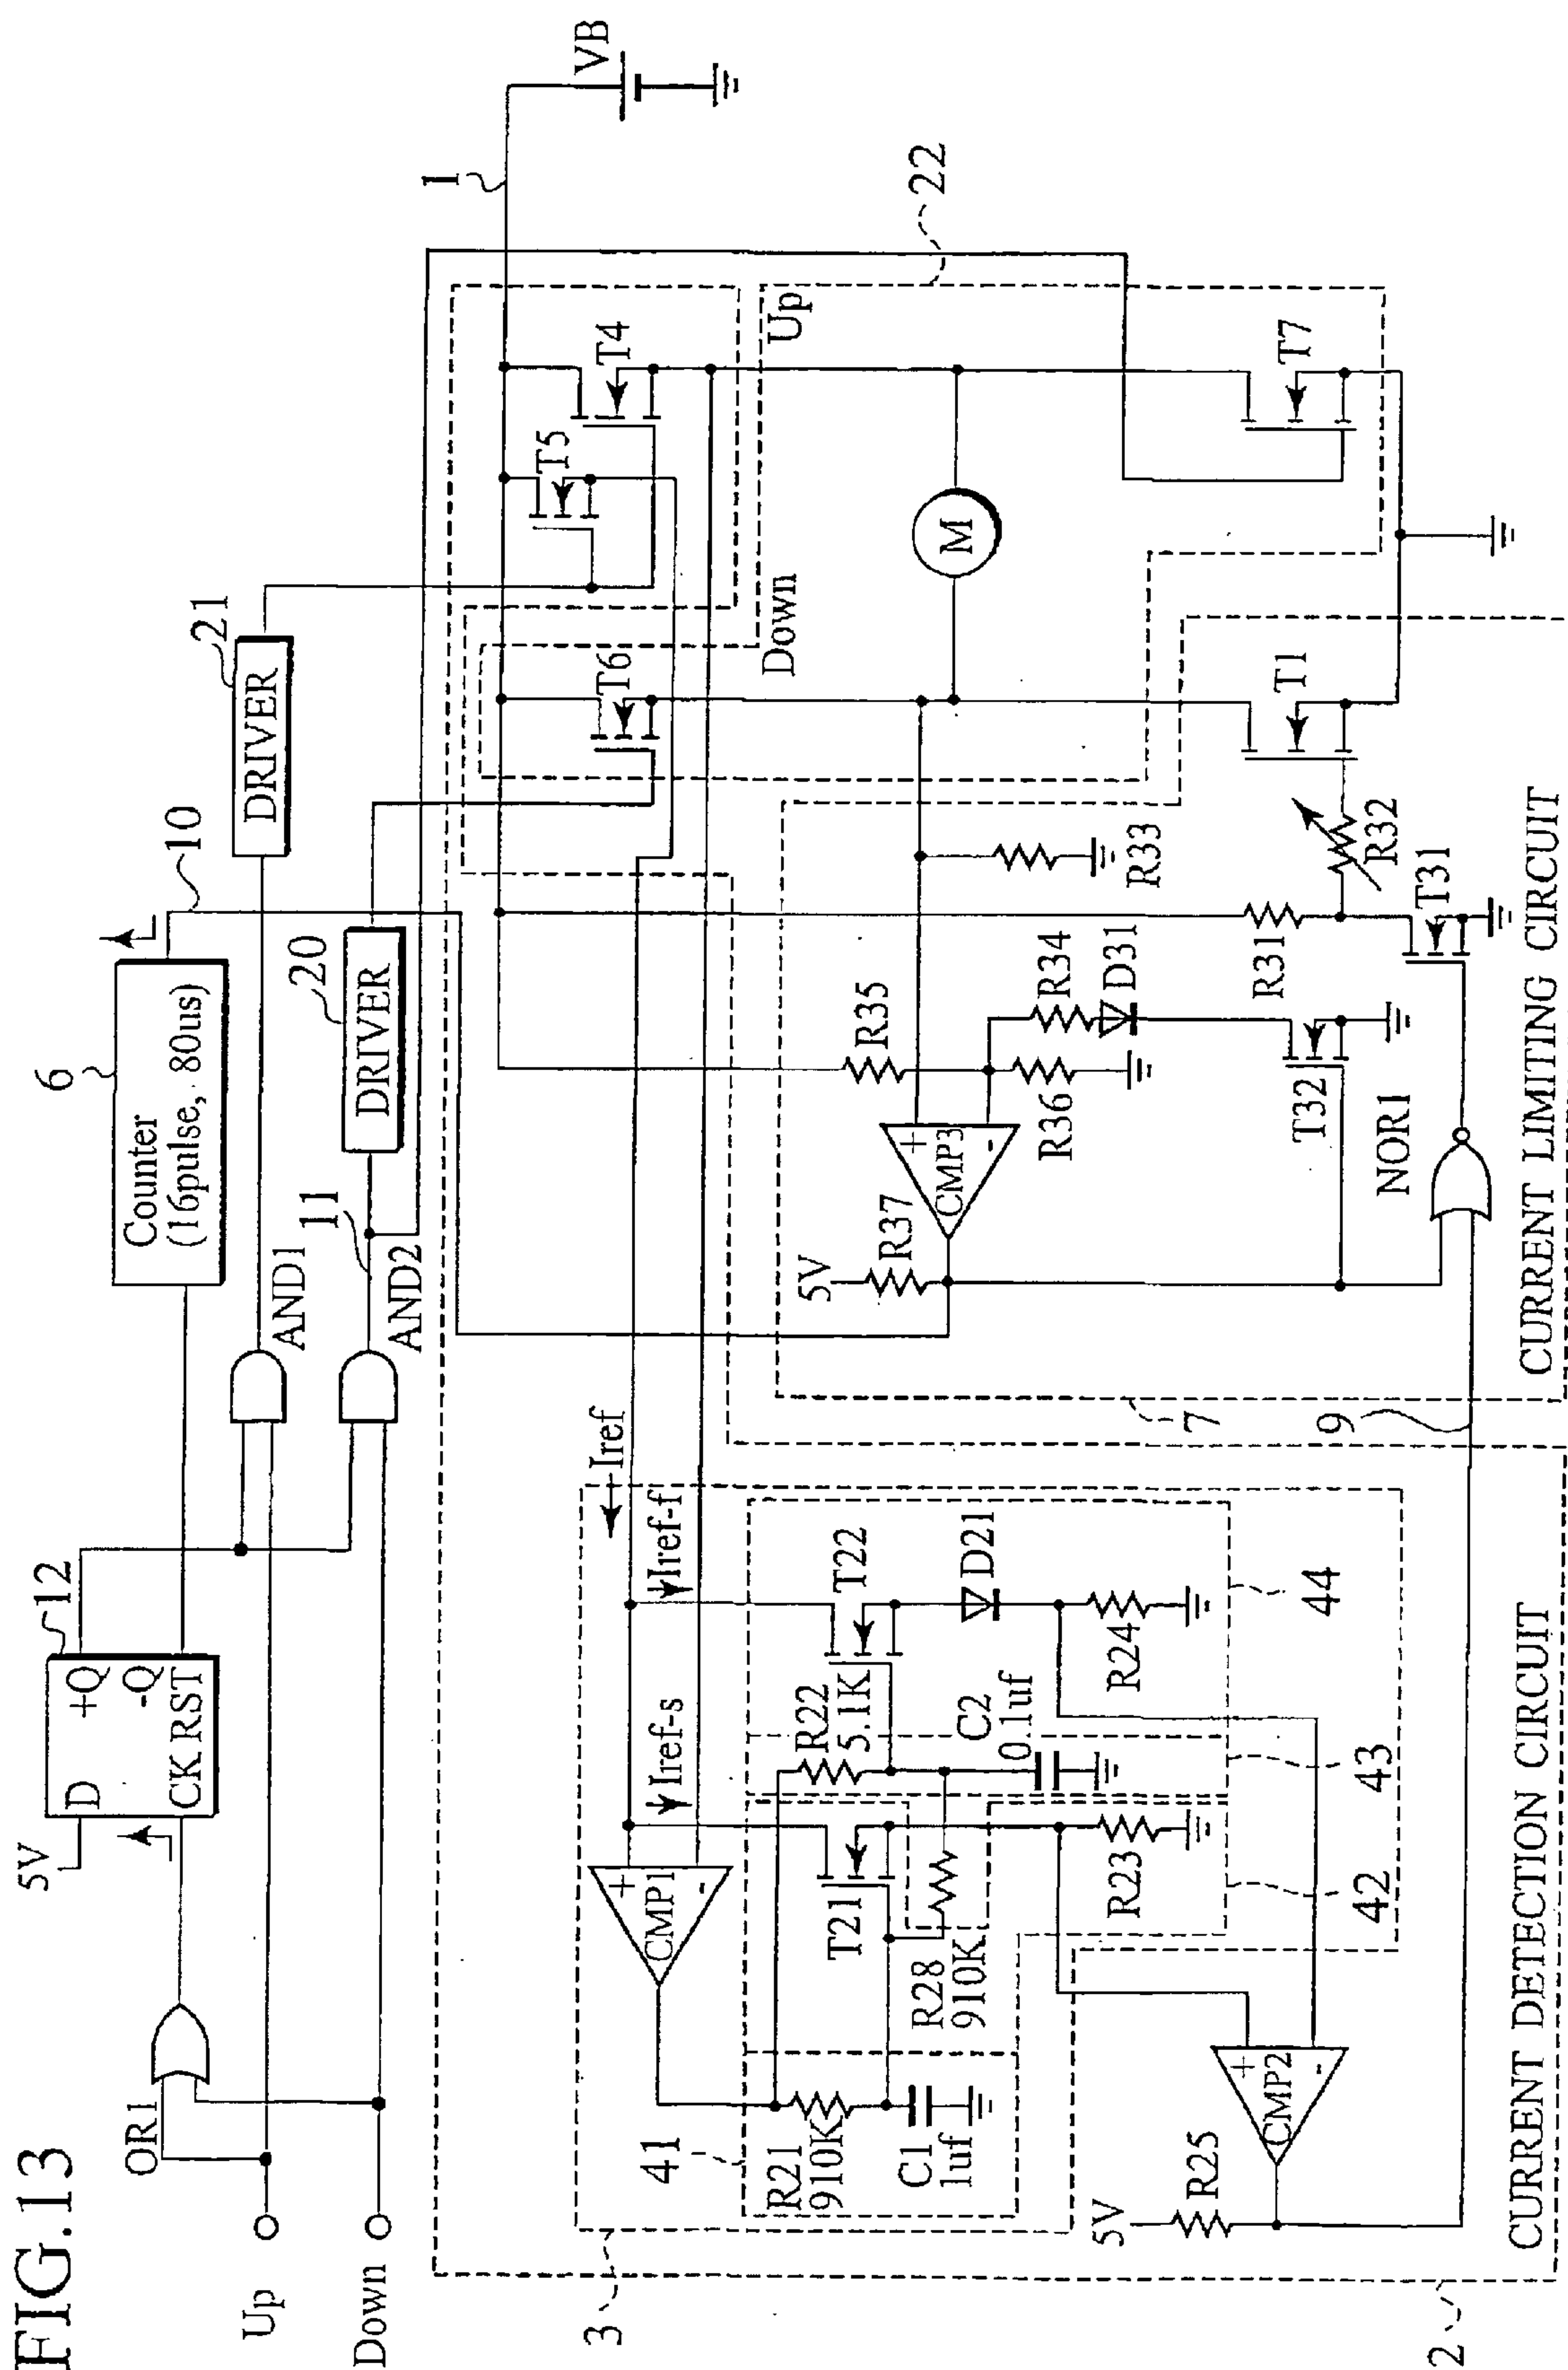 FIG.13
Up
Down
OR1
5V
D
+Q
-Q
CK RST
12
AND1
AND2
11
6
Counter
(16pulse, 80us)
10
20
DRIVER
21
DRIVER
1
VB
22
Up
Down
T4
T5
T6
T7
T1
M
Iref
Iref-f
Iref-s
+
-
CMP1
3
41
R21
910K
C1
1uf
T21
R28
910K
R22
5.1K
C2
0.1uf
T22
D21
R23
R24
42
43
44
5V
R25
+
-
CMP2
2
CURRENT DETECTION CIRCUIT
9
7
5V
R37
+
-
CMP3
R35
R36
R34
D31
R33
T32
NOR1
R31
R32
T31
CURRENT LIMITING CIRCUIT